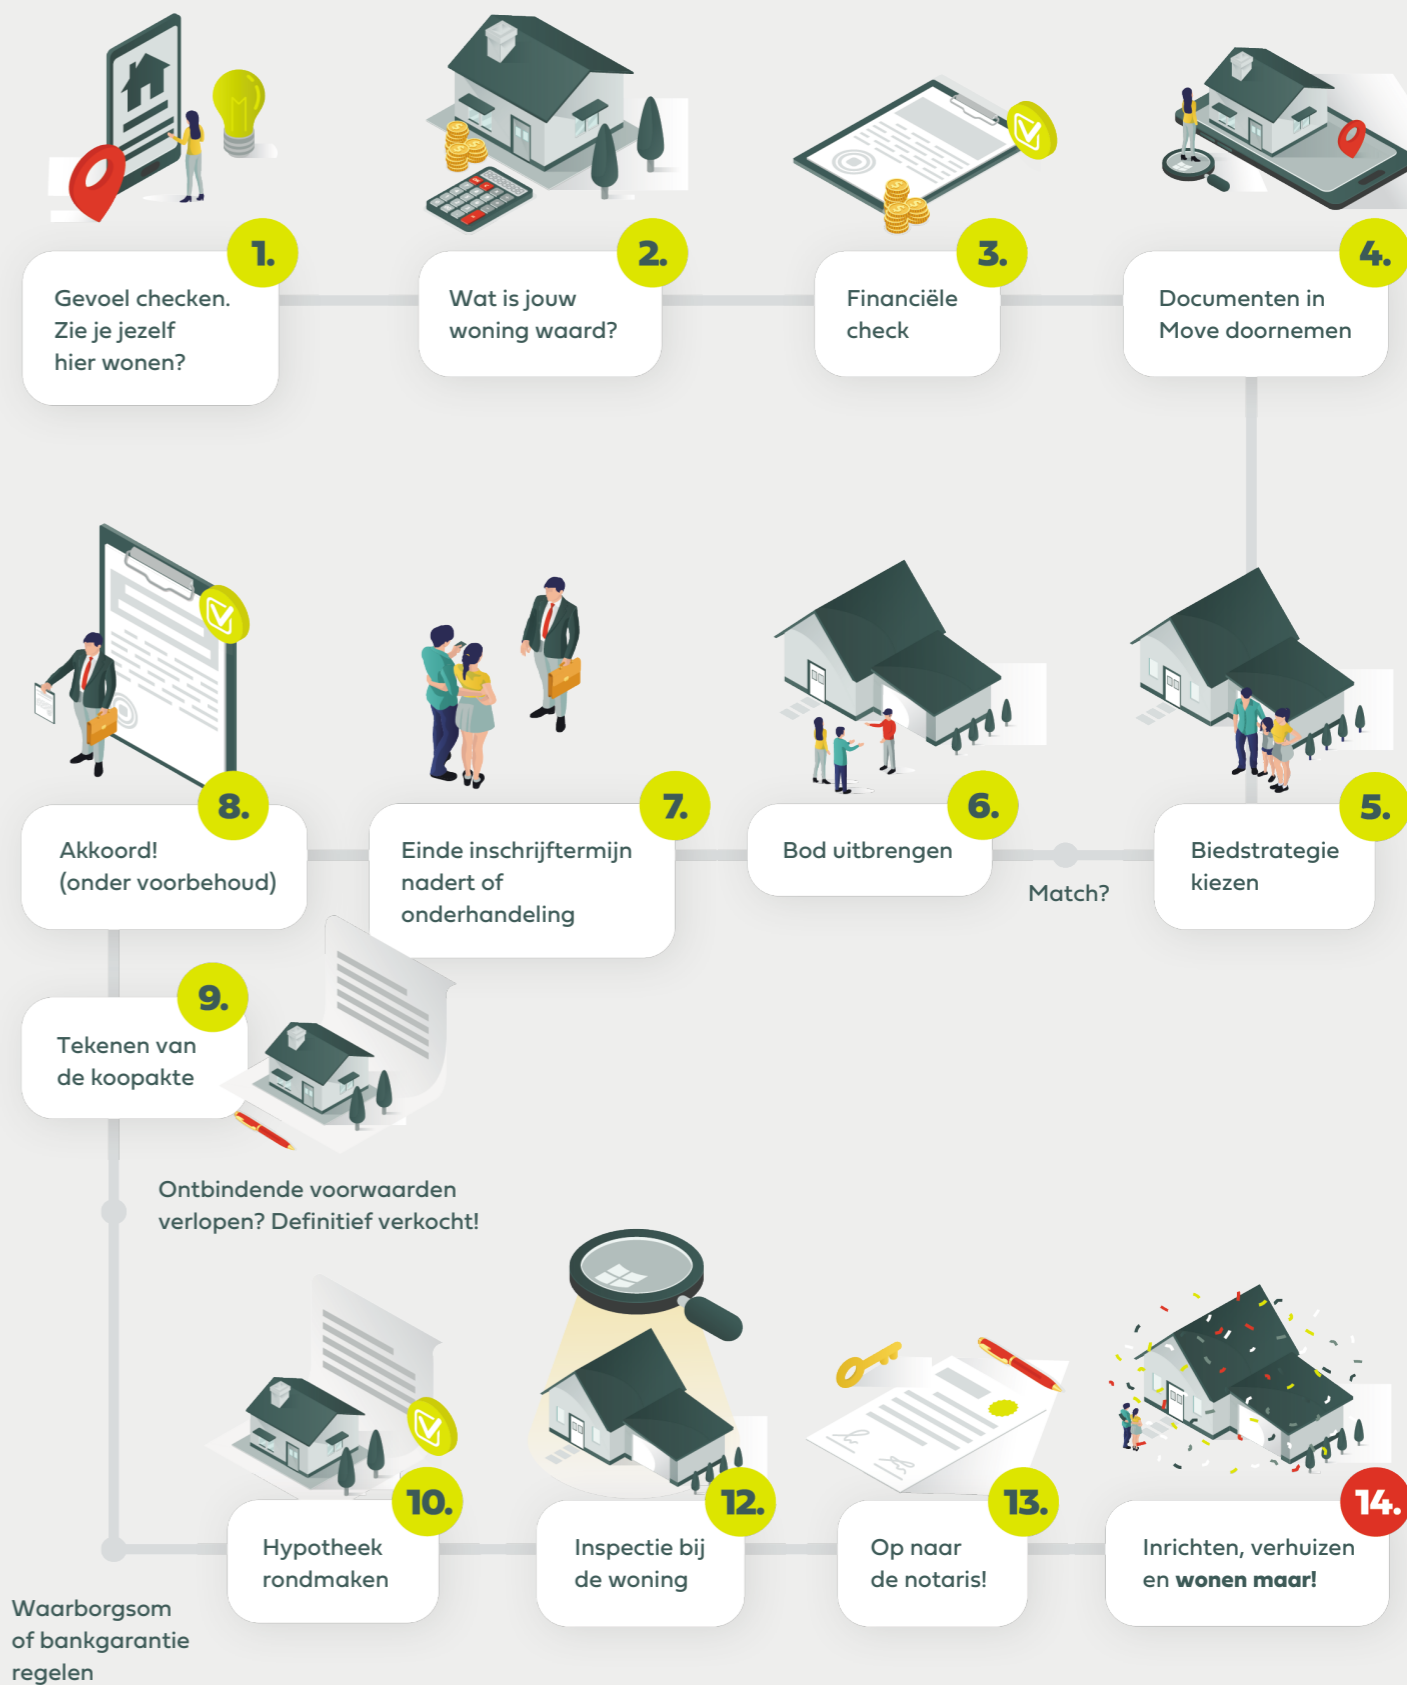 1.
Gevoel checken.
Zie je jezelf
hier wonen?
2.
Wat is jouw
woning waard?
3.
Financiële
check
4.
Documenten in
Move doornemen
5.
Biedstrategie
kiezen
Match?
6.
Bod uitbrengen
7.
Einde inschrijftermijn
nadert of
onderhandeling
8.
Akkoord!
(onder voorbehoud)
9.
Tekenen van
de koopakte
Ontbindende voorwaarden
verlopen? Definitief verkocht!
Waarborgsom
of bankgarantie
regelen
10.
Hypotheek
rondmaken
12.
Inspectie bij
de woning
13.
Op naar
de notaris!
14.
Inrichten, verhuizen
en wonen maar!